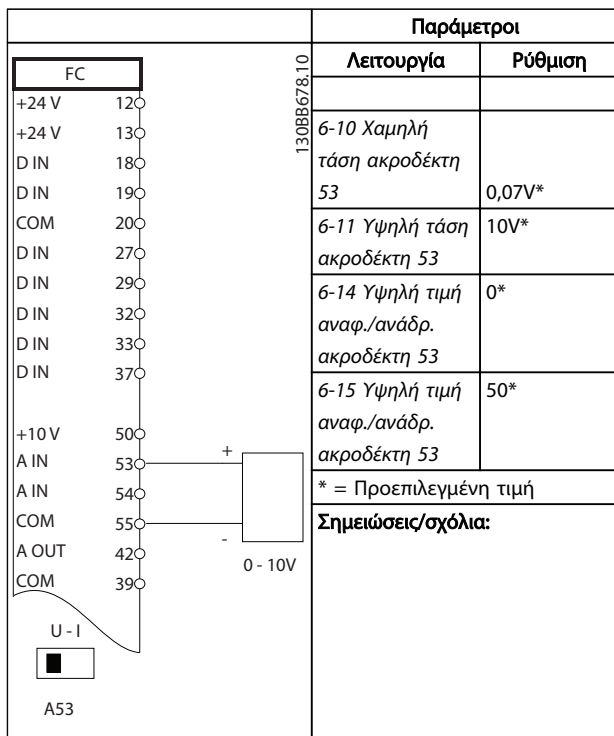 Παράμετροι
Λειτουργία Ρύθμιση
FC
130BB678.10
+24 V 12
+24 V 13
D IN 18
D IN 19
COM 20
D IN 27
D IN 29
D IN 32
D IN 33
D IN 37
+10 V 50
A IN 53
A IN 54
COM 55
A OUT 42
COM 39
+
-
0 - 10V
U - I
A53
6-10 Χαμηλή
τάση ακροδέκτη
53 0,07V*
6-11 Υψηλή τάση 10V*
ακροδέκτη 53
6-14 Υψηλή τιμή 0*
αναφ./ανάδρ.
ακροδέκτη 53
6-15 Υψηλή τιμή 50*
αναφ./ανάδρ.
ακροδέκτη 53
* = Προεπιλεγμένη τιμή
Σημειώσεις/σχόλια: